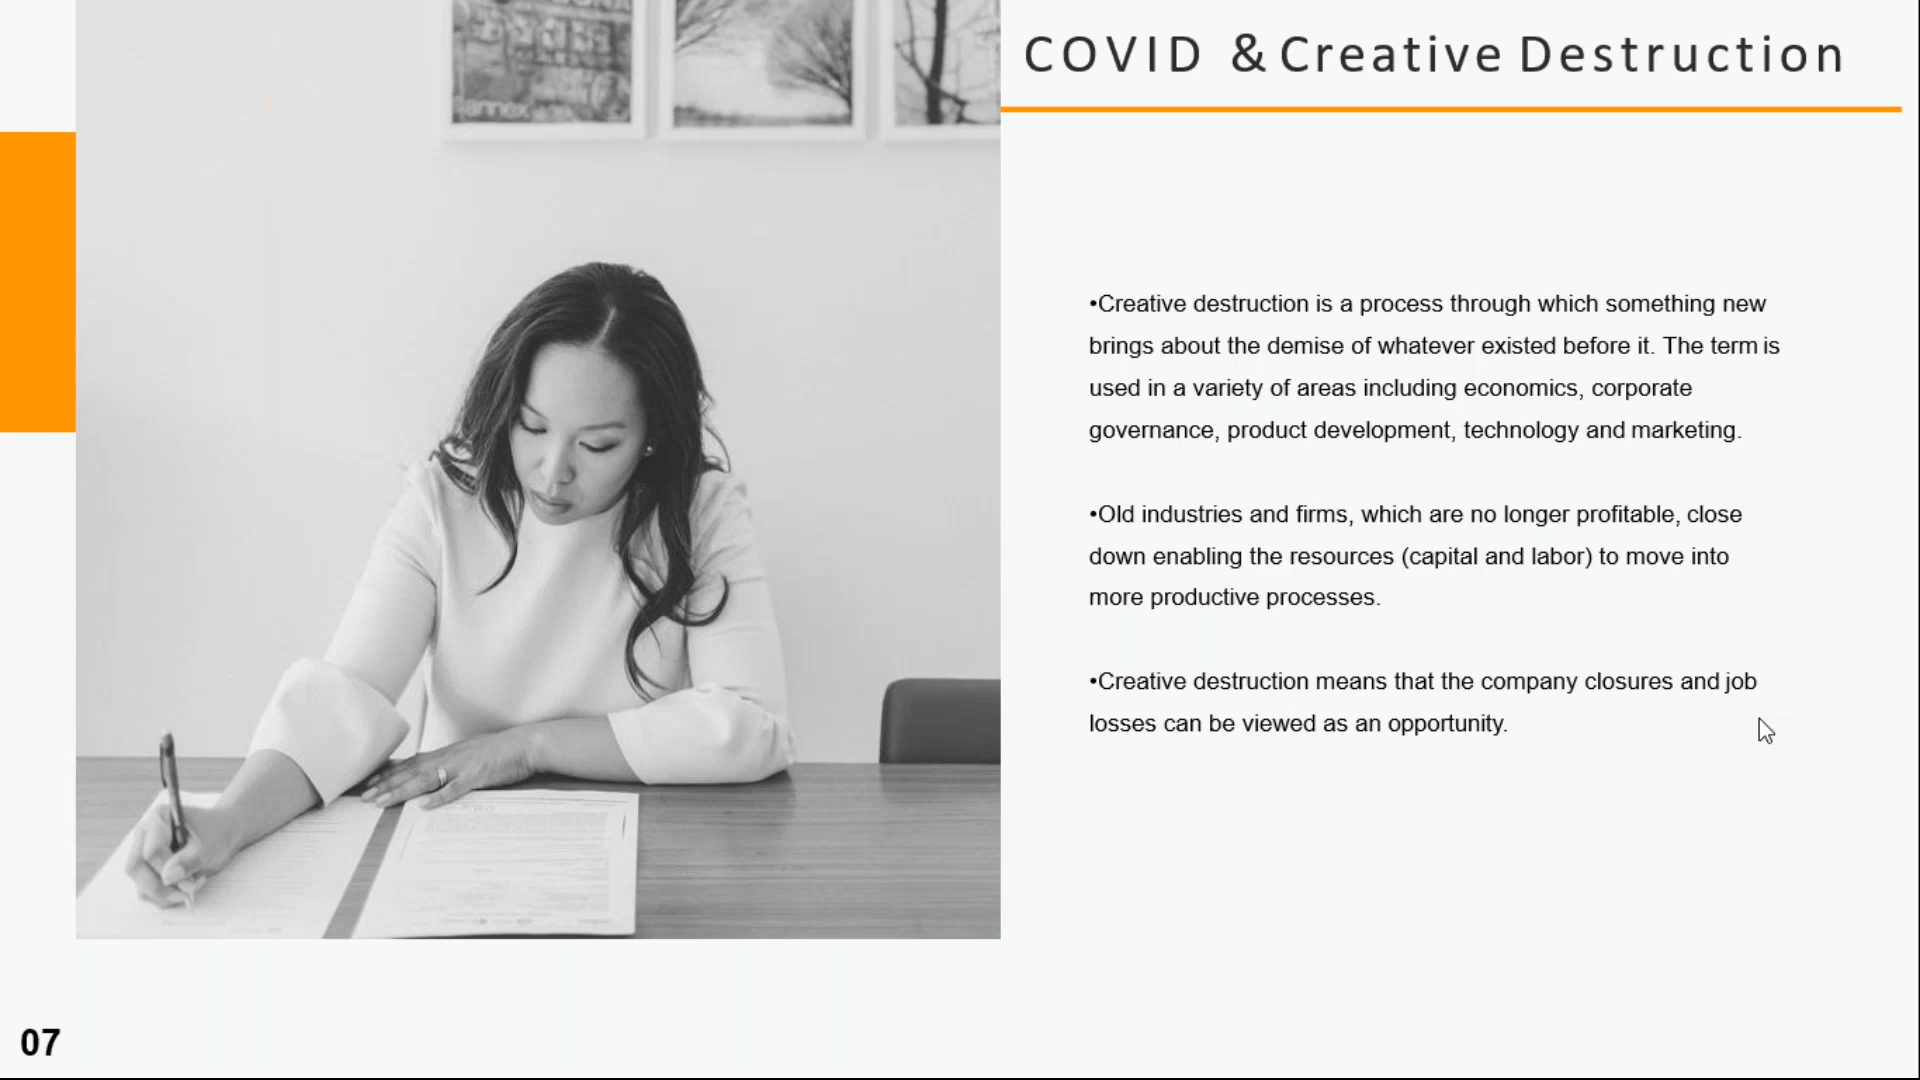 COVID & Creative Destruction
•Creative destruction is a process through which something new
brings about the demise of whatever existed before it. The term is
used in a variety of areas including economics, corporate
governance, product development, technology and marketing.
•Old industries and firms, which are no longer profitable, close
down enabling the resources (capital and labor) to move into
more productive processes.
•Creative destruction means that the company closures and job
losses can be viewed as an opportunity.
07